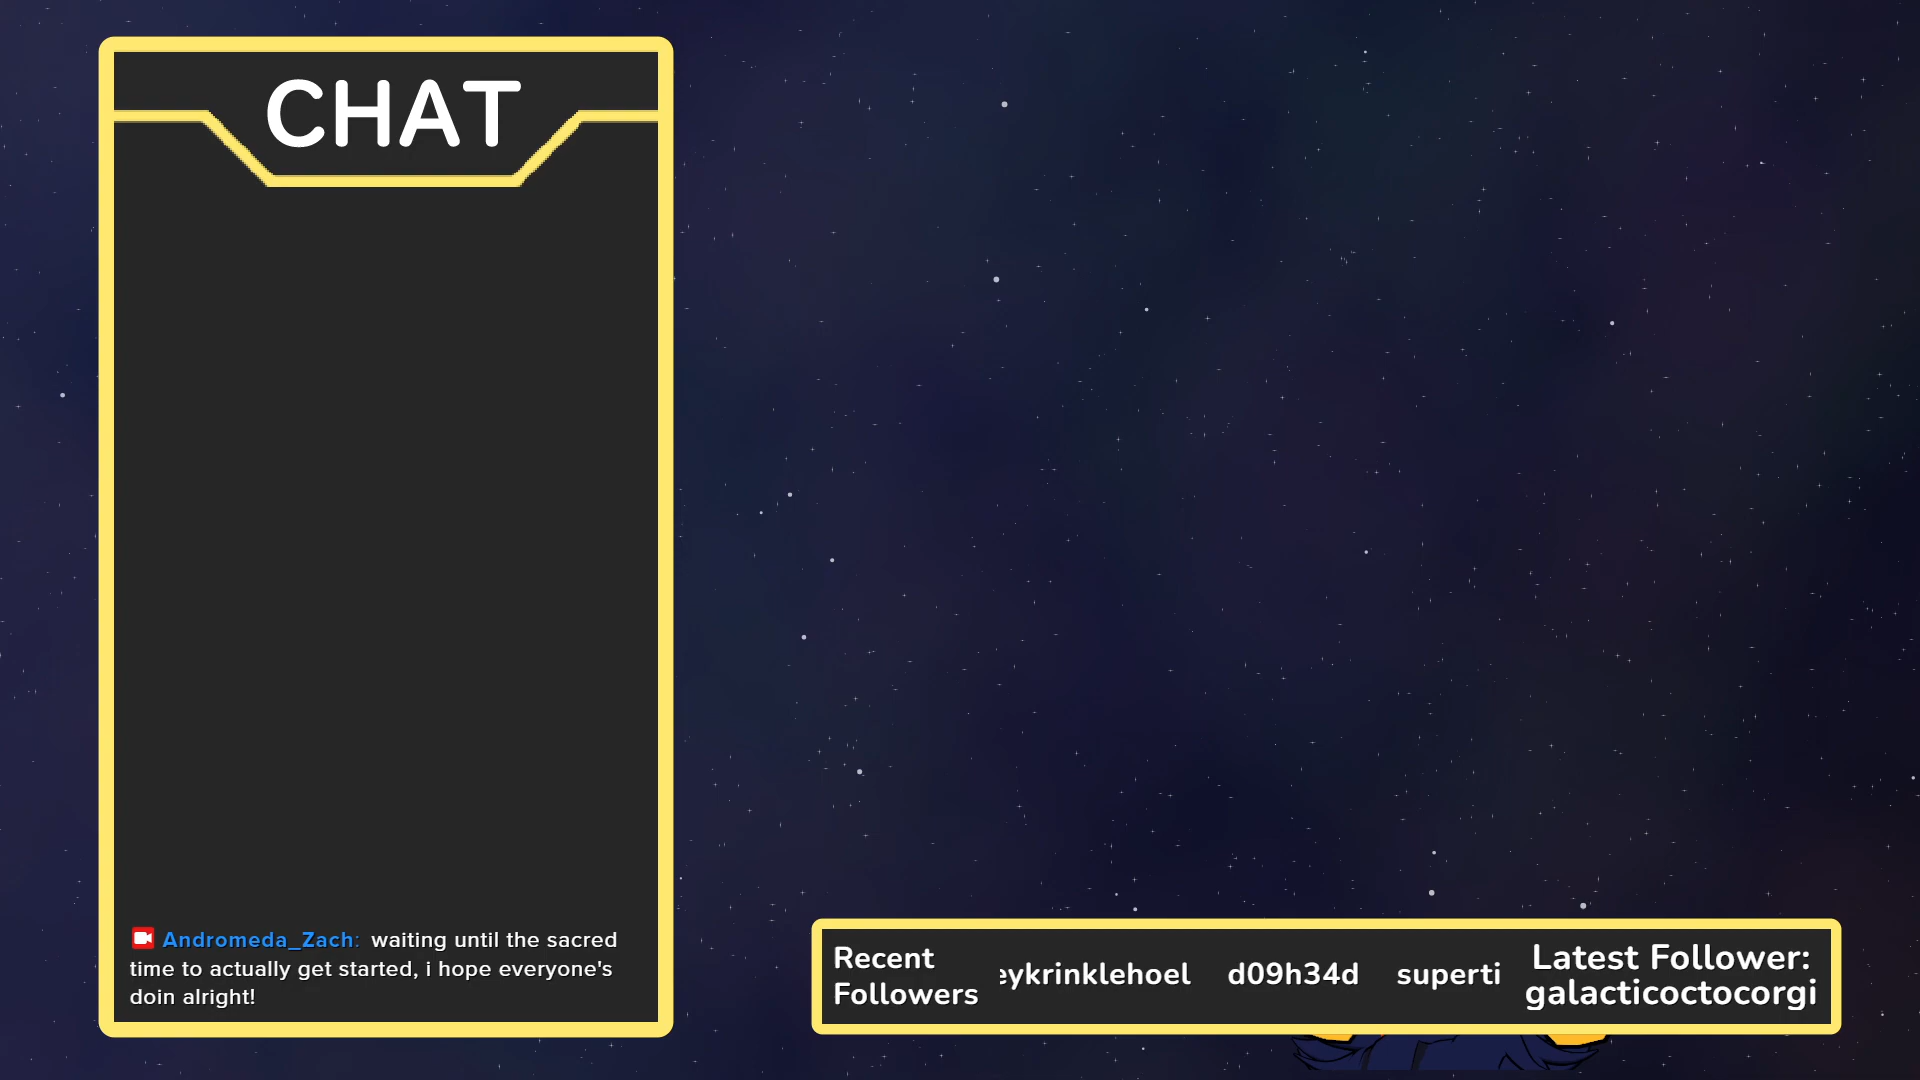 CHAT
Andromeda_Zach: waiting until the sacred
time to actually get started, i hope everyone's
doin alright!
Recent
Followers
eykrinklehoel d09h34d superti
Latest Follower:
galacticoctocorgi